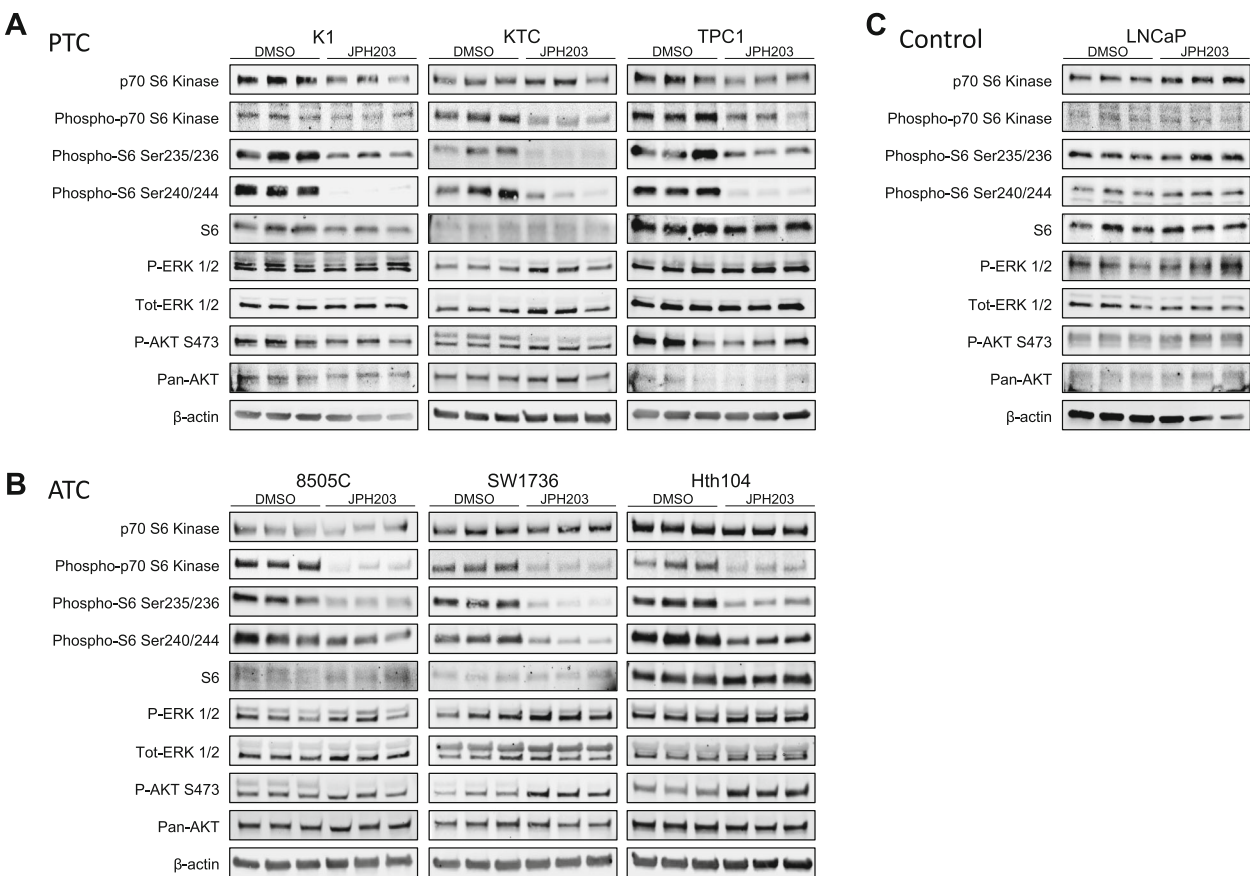 A PTC
K1 KTC TPC1
DMSO JPH203 DMSO JPH203 DMSO JPH203
p70 S6 Kinase
Phospho-p70 S6 Kinase
Phospho-S6 Ser235/236
Phospho-S6 Ser240/244
S6
P-ERK 1/2
Tot-ERK 1/2
P-AKT S473
Pan-AKT
β-actin
C Control
LNCaP
DMSO JPH203
p70 S6 Kinase
Phospho-p70 S6 Kinase
Phospho-S6 Ser235/236
Phospho-S6 Ser240/244
S6
P-ERK 1/2
Tot-ERK 1/2
P-AKT S473
Pan-AKT
β-actin
B ATC
8505C SW1736 Hth104
DMSO JPH203 DMSO JPH203 DMSO JPH203
p70 S6 Kinase
Phospho-p70 S6 Kinase
Phospho-S6 Ser235/236
Phospho-S6 Ser240/244
S6
P-ERK 1/2
Tot-ERK 1/2
P-AKT S473
Pan-AKT
β-actin